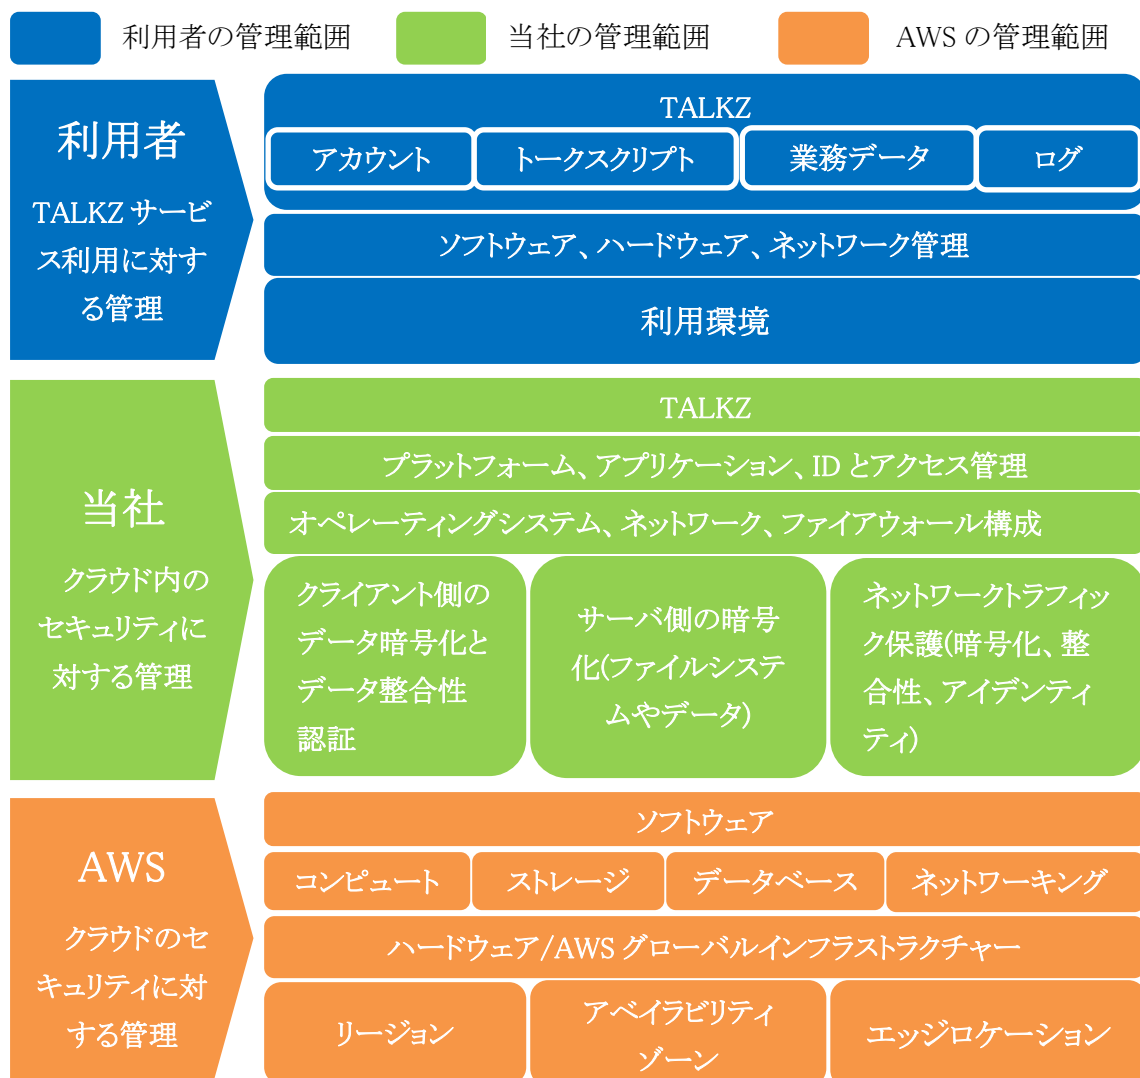 利用者の管理範囲
当社の管理範囲
AWS の管理範囲
利用者
TALKZ サービ
ス利用に対す
る管理
TALKZ
アカウント
トークスクリプト
業務データ
ログ
ソフトウェア、ハードウェア、ネットワーク管理
利用環境
当社
クラウド内の
セキュリティに
対する管理
TALKZ
プラットフォーム、アプリケーション、ID とアクセス管理
オペレーティングシステム、ネットワーク、ファイアウォール構成
クライアント側の
データ暗号化と
データ整合性
認証
サーバ側の暗号
化(ファイルシステ
ムやデータ)
ネットワークトラフィッ
ク保護(暗号化、整
合性、アイデンティ
ティ)
AWS
クラウドのセ
キュリティに対
する管理
ソフトウェア
コンピュート
ストレージ
データベース
ネットワーキング
ハードウェア/AWS グローバルインフラストラクチャー
リージョン
アベイラビリティ
ゾーン
エッジロケーション